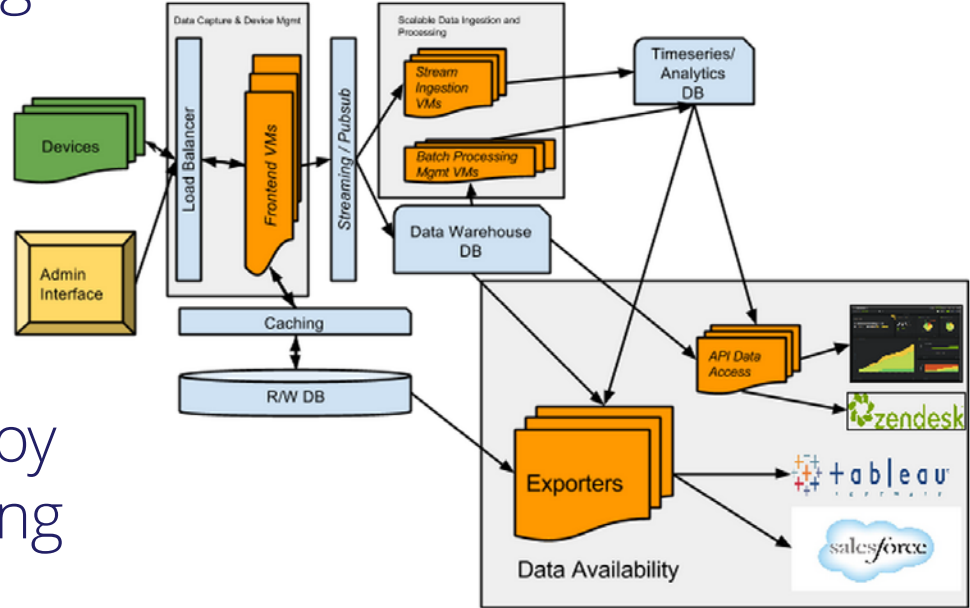 g
Data Capture & Device Mgmt
Scalable Data Ingestion and
Processing
Timeseries/
Analytics
DB
Stream
Ingestion
VMs
Devices
Load Balancer
Frontend VMs
Streaming / Pubsub
Batch Processing
Mgmt VMs
Data Warehouse
DB
Admin
Interface
Caching
API Data
Access
R/W DB
zendesk
oy
ng
Exporters
+ableau
software
salesforce
Data Availability